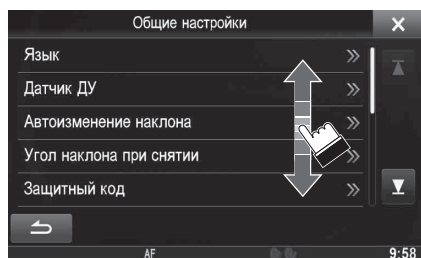 Общие настройки
Язык
Датчик ДУ
Автоизменение наклона
Угол наклона при снятии
Защитный код
AF 9:58